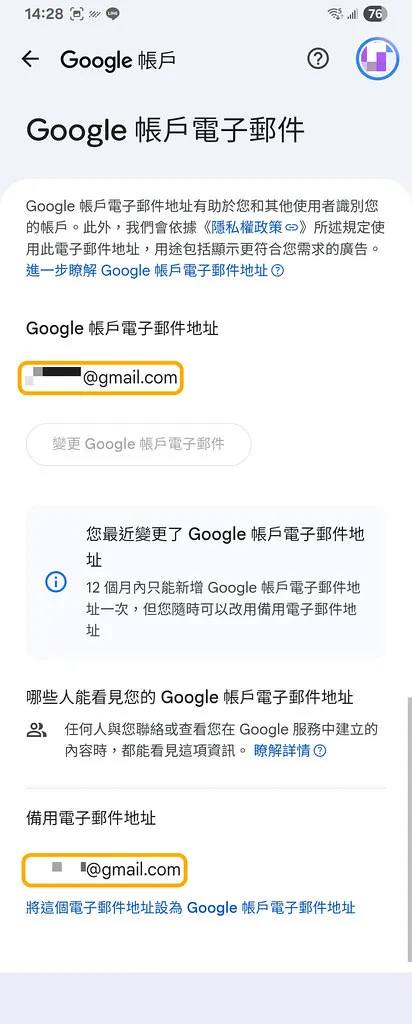 14:28
76
Google 帳戶
Google 帳戶電子郵件
Google 帳戶電子郵件地址有助於您和其他使用者識別您
的帳戶。此外，我們會依據《隱私權政策》所述規定使
用此電子郵件地址，用途包括顯示更符合您需求的廣告。
進一步瞭解 Google 帳戶電子郵件地址
Google 帳戶電子郵件地址
@gmail.com
變更 Google 帳戶電子郵件
您最近變更了 Google 帳戶電子郵件地
址
12 個月內只能新增 Google 帳戶電子郵件地
址一次，但您隨時可以改用備用電子郵件地
址
哪些人能看見您的 Google 帳戶電子郵件地址
任何人與您聯絡或查看您在 Google 服務中建立的
內容時，都能看見這項資訊。 瞭解詳情
備用電子郵件地址
@gmail.com
將這個電子郵件地址設為 Google 帳戶電子郵件地址